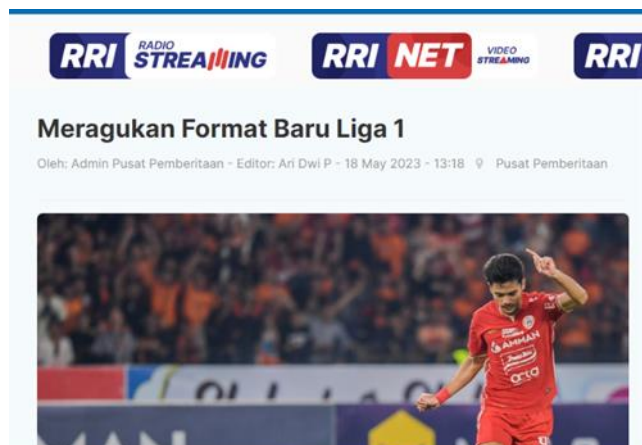 RRI RADIO STREAMING RRI NET VIDEO STREAMING RRI
Meragukan Format Baru Liga 1
Oleh: Admin Pusat Pemberitaan - Editor: Ari Dwi P - 18 May 2023 - 13:18 Pusat Pemberitaan
AMMAN